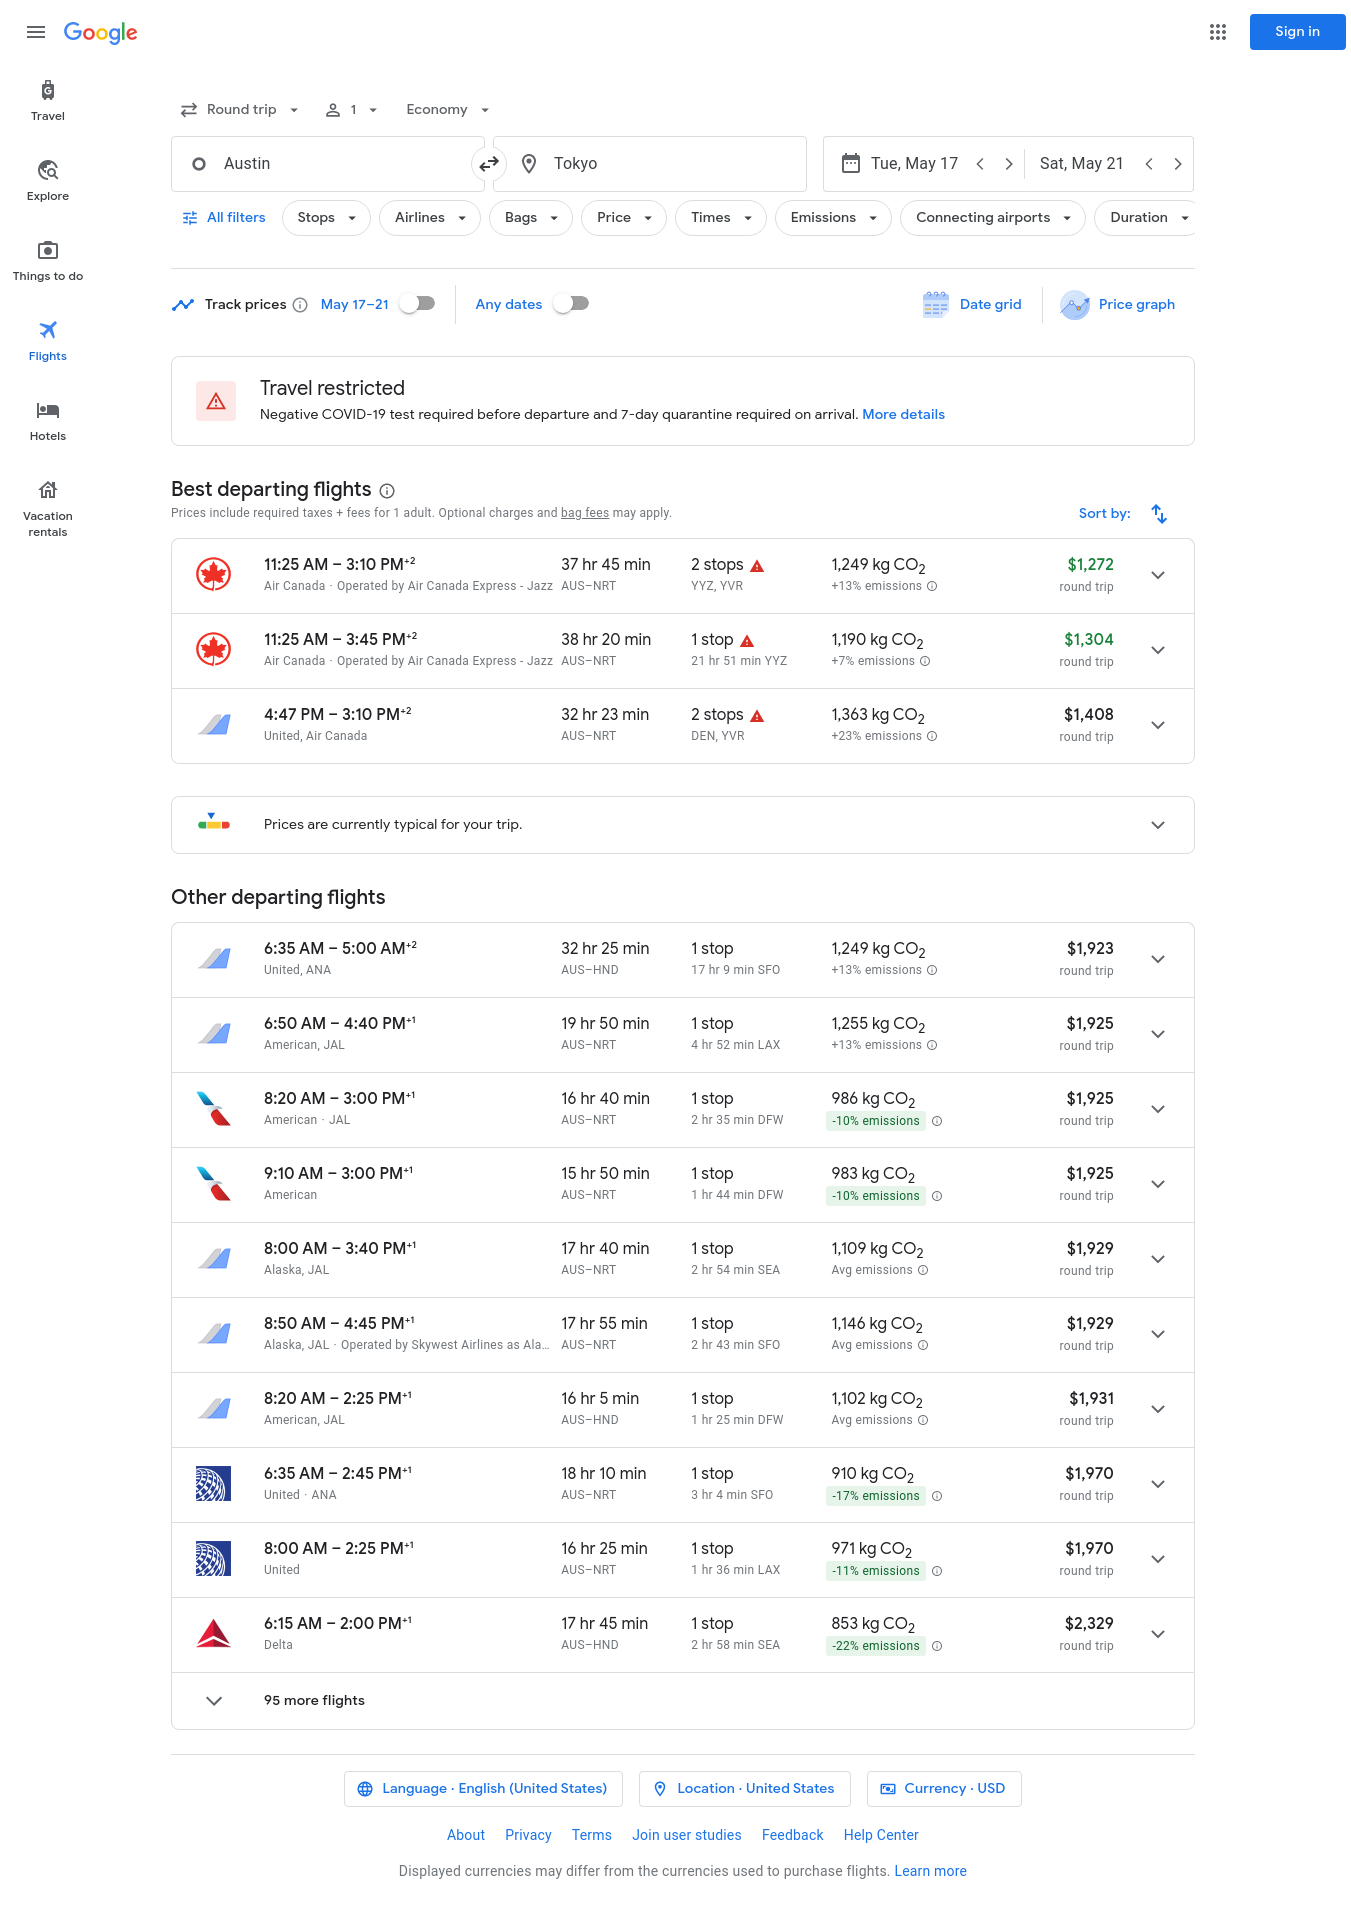 Google
Sign in
Travel
Explore
Things to do
Flights
Hotels
Vacation
rentals
Round trip 1 Economy
Austin Tokyo Tue, May 17 Sat, May 21
All filters Stops Airlines Bags Price Times Emissions Connecting airports Duration
Track prices May 17–21 Any dates Date grid Price graph
Travel restricted
Negative COVID-19 test required before departure and 7-day quarantine required on arrival. More details
Best departing flights
Prices include required taxes + fees for 1 adult. Optional charges and bag fees may apply.
Sort by:
11:25 AM – 3:10 PM+2 37 hr 45 min 2 stops 1,249 kg CO2 $1,272
Air Canada · Operated by Air Canada Express - Jazz AUS–NRT YYZ, YVR +13% emissions round trip
11:25 AM – 3:45 PM+2 38 hr 20 min 1 stop 1,190 kg CO2 $1,304
Air Canada · Operated by Air Canada Express - Jazz AUS–NRT 21 hr 51 min YYZ +7% emissions round trip
4:47 PM – 3:10 PM+2 32 hr 23 min 2 stops 1,363 kg CO2 $1,408
United, Air Canada AUS–NRT DEN, YVR +23% emissions round trip
Prices are currently typical for your trip.
Other departing flights
6:35 AM – 5:00 AM+2 32 hr 25 min 1 stop 1,249 kg CO2 $1,923
United, ANA AUS–HND 17 hr 9 min SFO +13% emissions round trip
6:50 AM – 4:40 PM+1 19 hr 50 min 1 stop 1,255 kg CO2 $1,925
American, JAL AUS–NRT 4 hr 52 min LAX +13% emissions round trip
8:20 AM – 3:00 PM+1 16 hr 40 min 1 stop 986 kg CO2 $1,925
American · JAL AUS–NRT 2 hr 35 min DFW -10% emissions round trip
9:10 AM – 3:00 PM+1 15 hr 50 min 1 stop 983 kg CO2 $1,925
American AUS–NRT 1 hr 44 min DFW -10% emissions round trip
8:00 AM – 3:40 PM+1 17 hr 40 min 1 stop 1,109 kg CO2 $1,929
Alaska, JAL AUS–NRT 2 hr 54 min SEA Avg emissions round trip
8:50 AM – 4:45 PM+1 17 hr 55 min 1 stop 1,146 kg CO2 $1,929
Alaska, JAL · Operated by Skywest Airlines as Ala… AUS–NRT 2 hr 43 min SFO Avg emissions round trip
8:20 AM – 2:25 PM+1 16 hr 5 min 1 stop 1,102 kg CO2 $1,931
American, JAL AUS–HND 1 hr 25 min DFW Avg emissions round trip
6:35 AM – 2:45 PM+1 18 hr 10 min 1 stop 910 kg CO2 $1,970
United · ANA AUS–NRT 3 hr 4 min SFO -17% emissions round trip
8:00 AM – 2:25 PM+1 16 hr 25 min 1 stop 971 kg CO2 $1,970
United AUS–NRT 1 hr 36 min LAX -11% emissions round trip
6:15 AM – 2:00 PM+1 17 hr 45 min 1 stop 853 kg CO2 $2,329
Delta AUS–HND 2 hr 58 min SEA -22% emissions round trip
95 more flights
Language · English (United States) Location · United States Currency · USD
About Privacy Terms Join user studies Feedback Help Center
Displayed currencies may differ from the currencies used to purchase flights. Learn more